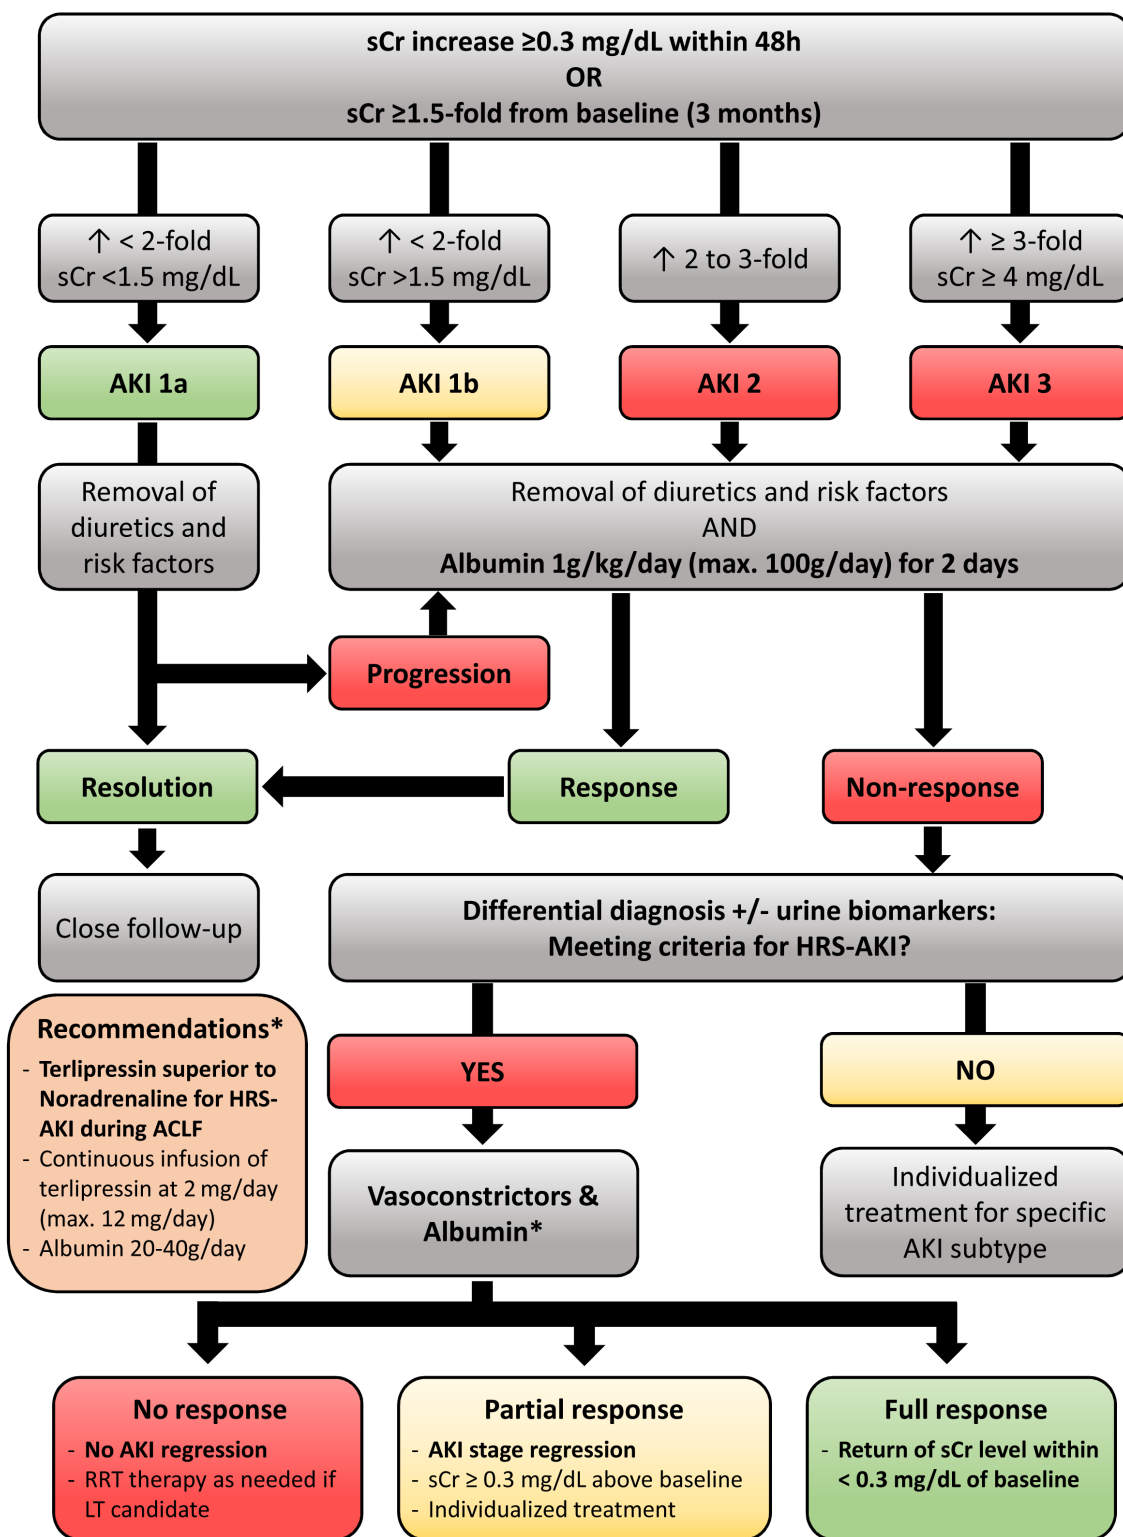 sCr increase ≥0.3 mg/dL within 48h
OR
sCr ≥1.5-fold from baseline (3 months)
↑ < 2-fold
sCr <1.5 mg/dL
↑ < 2-fold
sCr >1.5 mg/dL
↑ 2 to 3-fold
↑ ≥ 3-fold
sCr ≥ 4 mg/dL
AKI 1a
AKI 1b
AKI 2
AKI 3
Removal of
diuretics and
risk factors
Removal of diuretics and risk factors
AND
Albumin 1g/kg/day (max. 100g/day) for 2 days
Progression
Resolution
Response
Non-response
Close follow-up
Differential diagnosis +/- urine biomarkers:
Meeting criteria for HRS-AKI?
Recommendations*
- Terlipressin superior to
Noradrenaline for HRS-
AKI during ACLF
- Continuous infusion of
terlipressin at 2 mg/day
(max. 12 mg/day)
- Albumin 20-40g/day
YES
NO
Vasoconstrictors &
Albumin*
Individualized
treatment for specific
AKI subtype
No response
- No AKI regression
- RRT therapy as needed if
LT candidate
Partial response
- AKI stage regression
- sCr ≥ 0.3 mg/dL above baseline
- Individualized treatment
Full response
- Return of sCr level within
< 0.3 mg/dL of baseline